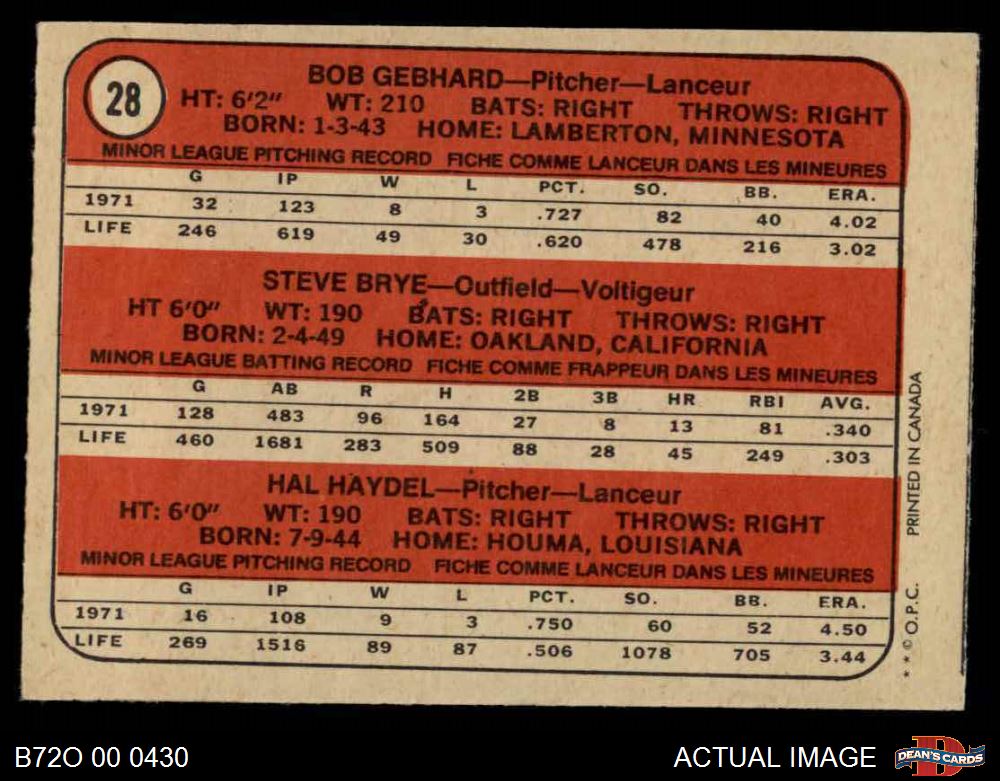 28
BOB GEBHARD—Pitcher—Lanceur
HT: 6'2" WT: 210 BATS: RIGHT THROWS: RIGHT
BORN: 1-3-43 HOME: LAMBERTON, MINNESOTA
MINOR LEAGUE PITCHING RECORD FICHE COMME LANCEUR DANS LES MINEURES
G IP W L PCT. SO. BB. ERA.
1971 32 123 8 3 .727 82 40 4.02
LIFE 246 619 49 30 .620 478 216 3.02
STEVE BRYE—Outfield—Voltigeur
HT 6'0" WT: 190 BATS: RIGHT THROWS: RIGHT
BORN: 2-4-49 HOME: OAKLAND, CALIFORNIA
MINOR LEAGUE BATTING RECORD FICHE COMME FRAPPEUR DANS LES MINEURES
G AB R H 2B 3B HR RBI AVG.
1971 128 483 96 164 27 8 13 81 .340
LIFE 460 1681 283 509 88 28 45 249 .303
HAL HAYDEL—Pitcher—Lanceur
HT: 6'0" WT: 190 BATS: RIGHT THROWS: RIGHT
BORN: 7-9-44 HOME: HOUMA, LOUISIANA
MINOR LEAGUE PITCHING RECORD FICHE COMME LANCEUR DANS LES MINEURES
G IP W L PCT. SO. BB. ERA.
1971 16 108 9 3 .750 60 52 4.50
LIFE 269 1516 89 87 .506 1078 705 3.44
* * © O.P.C. PRINTED IN CANADA
B72O 00 0430
ACTUAL IMAGE
D
DEAN'S CARDS